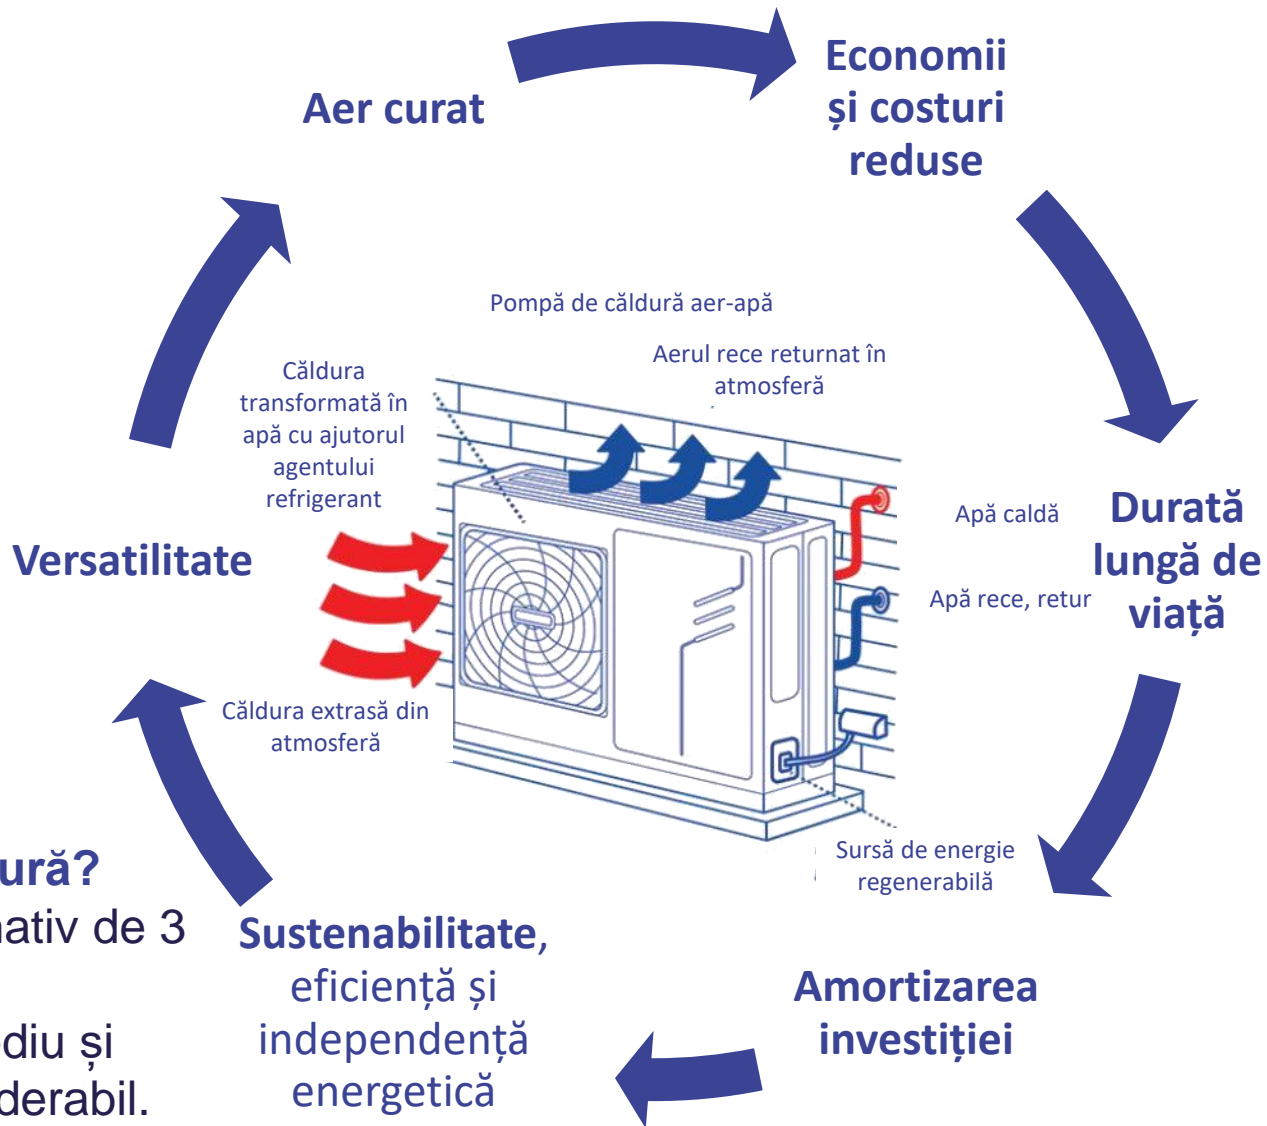 Aer curat
Economii
și costuri
reduse
Pompă de căldură aer-apă
Aerul rece returnat în
atmosferă
Căldura
transformată în
apă cu ajutorul
agentului
refrigerant
Versatilitate
Apă caldă
Apă rece, retur
Durată
lungă de
viață
Căldura extrasă din
atmosferă
Sursă de energie
regenerabilă
ură?
nativ de 3
diu și
derabil.
Sustenabilitate,
eficiență și
independență
energetică
Amortizarea
investiției